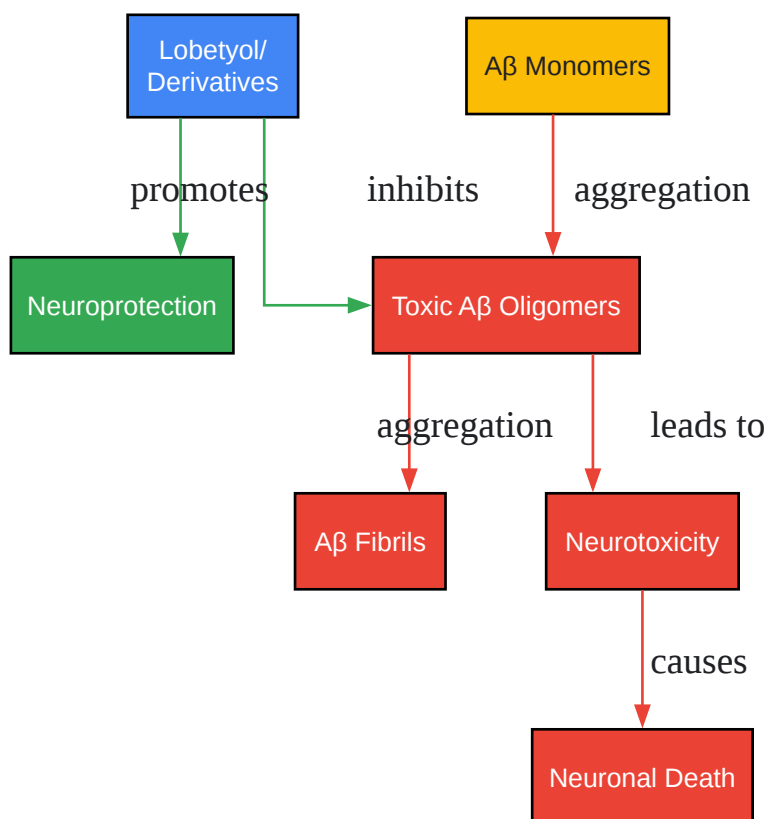 Lobetyol/
Derivatives
Aβ Monomers
promotes
inhibits
aggregation
Neuroprotection
Toxic Aβ Oligomers
aggregation
leads to
Aβ Fibrils
Neurotoxicity
causes
Neuronal Death